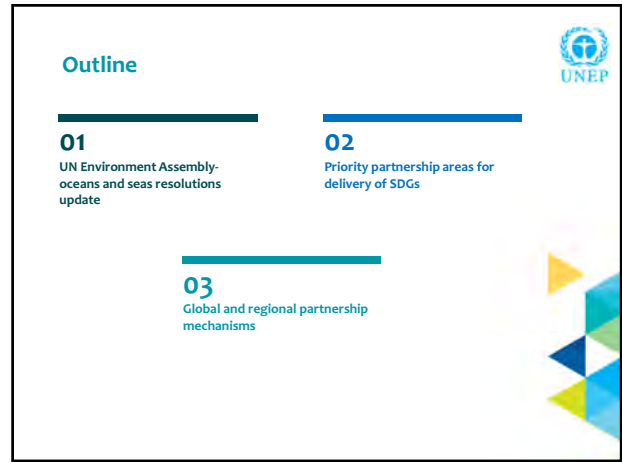 Outline
UNEP
01
UN Environment Assembly-
oceans and seas resolutions
update
02
Priority partnership areas for
delivery of SDGs
03
Global and regional partnership
mechanisms